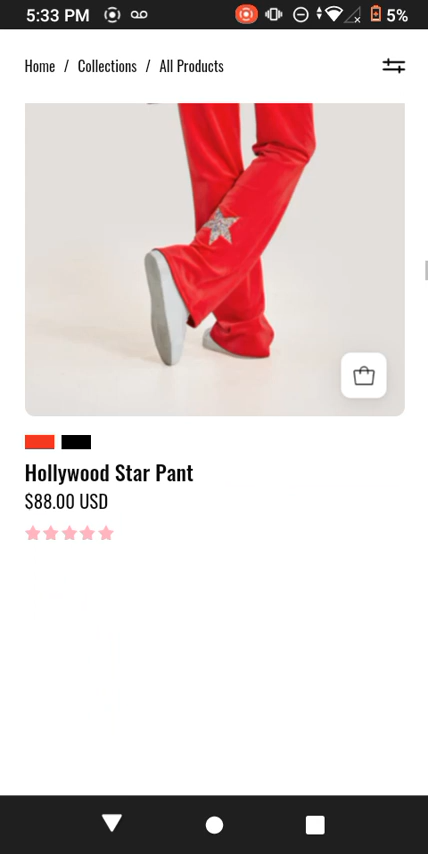 5:33 PM 5%
Home / Collections / All Products
Hollywood Star Pant
$88.00 USD